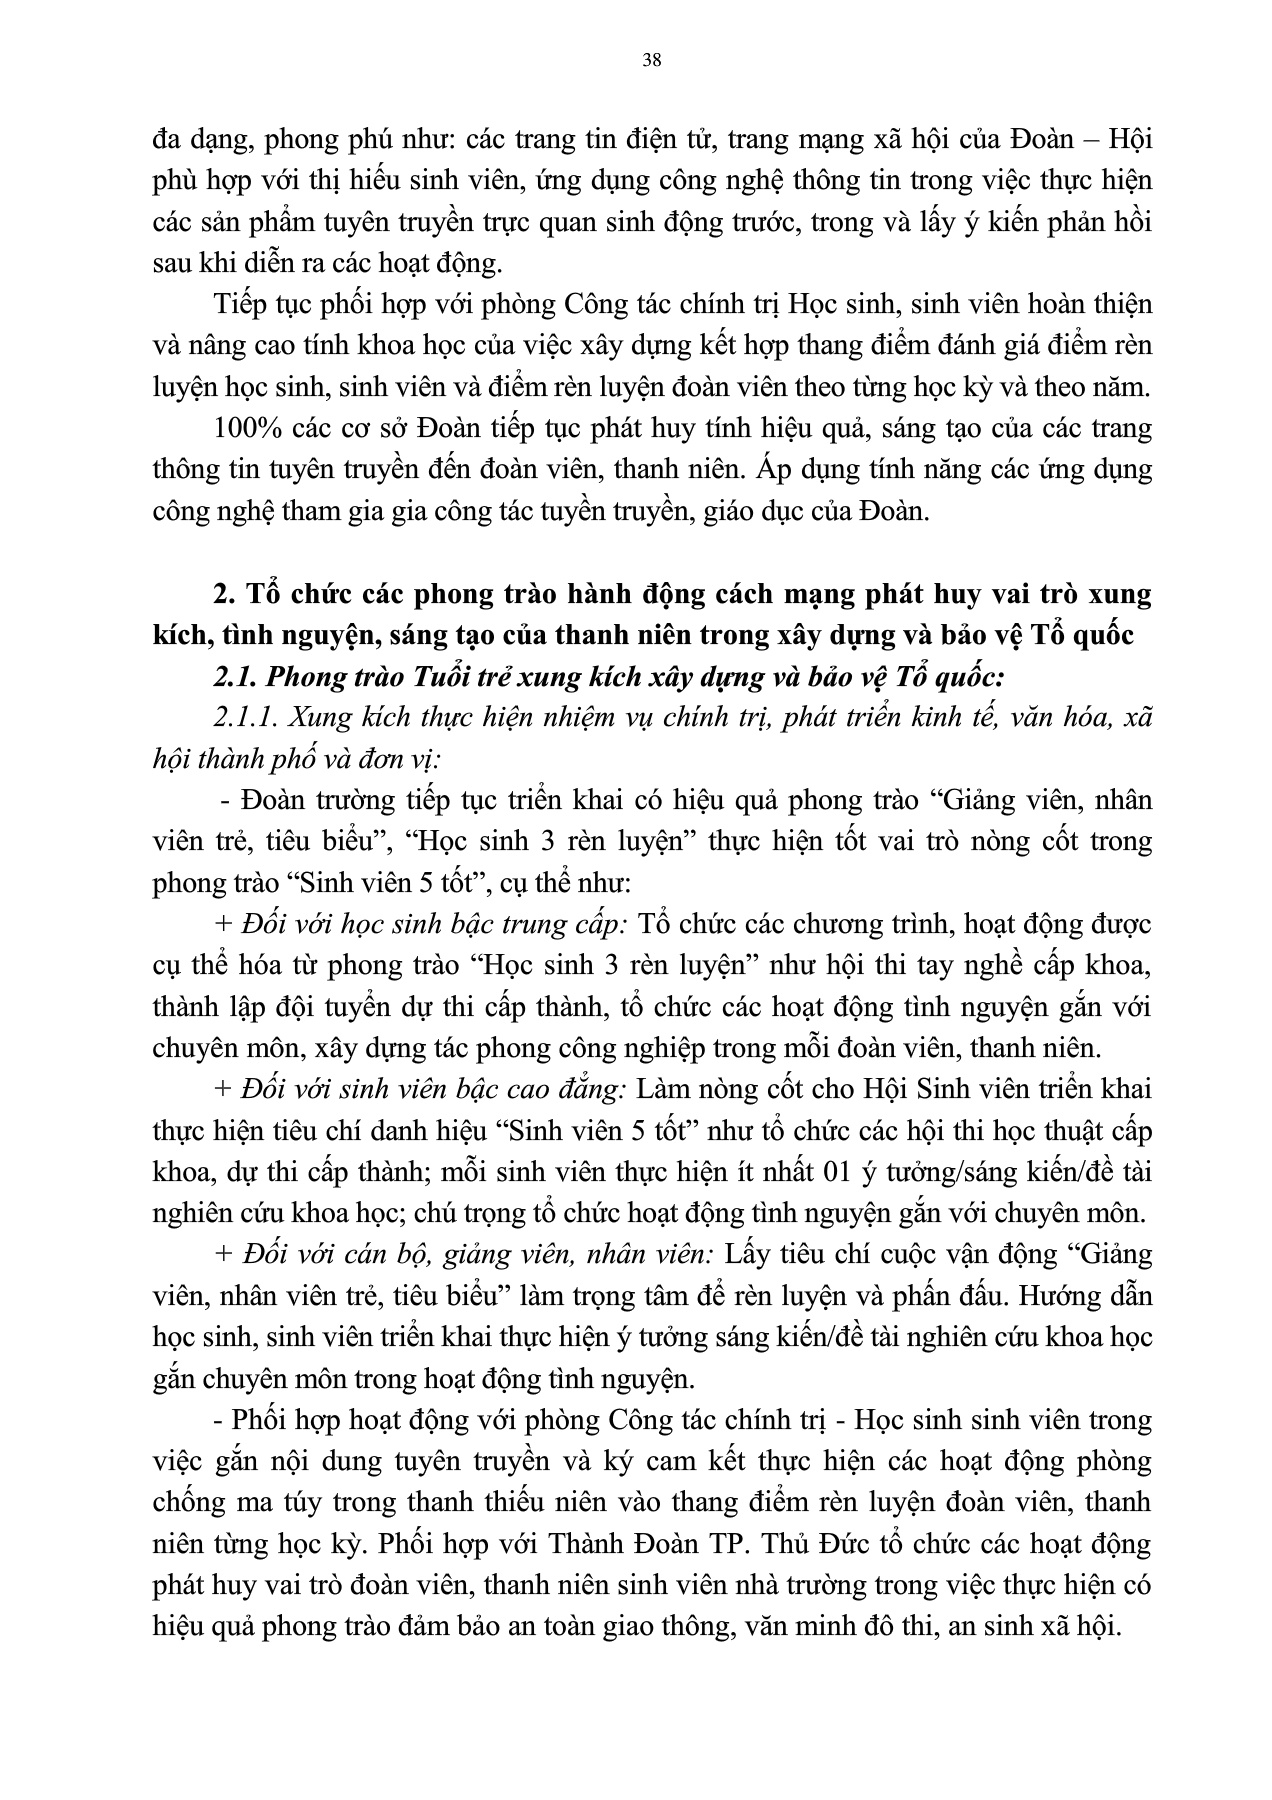 38
đa dạng, phong phú như: các trang tin điện tử, trang mạng xã hội của Đoàn – Hội
phù hợp với thị hiếu sinh viên, ứng dụng công nghệ thông tin trong việc thực hiện
các sản phẩm tuyên truyền trực quan sinh động trước, trong và lấy ý kiến phản hồi
sau khi diễn ra các hoạt động.
Tiếp tục phối hợp với phòng Công tác chính trị Học sinh, sinh viên hoàn thiện
và nâng cao tính khoa học của việc xây dựng kết hợp thang điểm đánh giá điểm rèn
luyện học sinh, sinh viên và điểm rèn luyện đoàn viên theo từng học kỳ và theo năm.
100% các cơ sở Đoàn tiếp tục phát huy tính hiệu quả, sáng tạo của các trang
thông tin tuyên truyền đến đoàn viên, thanh niên. Áp dụng tính năng các ứng dụng
công nghệ tham gia gia công tác tuyền truyền, giáo dục của Đoàn.
2. Tổ chức các phong trào hành động cách mạng phát huy vai trò xung
kích, tình nguyện, sáng tạo của thanh niên trong xây dựng và bảo vệ Tổ quốc
2.1. Phong trào Tuổi trẻ xung kích xây dựng và bảo vệ Tổ quốc:
2.1.1. Xung kích thực hiện nhiệm vụ chính trị, phát triển kinh tế, văn hóa, xã
hội thành phố và đơn vị:
- Đoàn trường tiếp tục triển khai có hiệu quả phong trào “Giảng viên, nhân
viên trẻ, tiêu biểu”, “Học sinh 3 rèn luyện” thực hiện tốt vai trò nòng cốt trong
phong trào “Sinh viên 5 tốt”, cụ thể như:
+ Đối với học sinh bậc trung cấp: Tổ chức các chương trình, hoạt động được
cụ thể hóa từ phong trào “Học sinh 3 rèn luyện” như hội thi tay nghề cấp khoa,
thành lập đội tuyển dự thi cấp thành, tổ chức các hoạt động tình nguyện gắn với
chuyên môn, xây dựng tác phong công nghiệp trong mỗi đoàn viên, thanh niên.
+ Đối với sinh viên bậc cao đẳng: Làm nòng cốt cho Hội Sinh viên triển khai
thực hiện tiêu chí danh hiệu “Sinh viên 5 tốt” như tổ chức các hội thi học thuật cấp
khoa, dự thi cấp thành; mỗi sinh viên thực hiện ít nhất 01 ý tưởng/sáng kiến/đề tài
nghiên cứu khoa học; chú trọng tổ chức hoạt động tình nguyện gắn với chuyên môn.
+ Đối với cán bộ, giảng viên, nhân viên: Lấy tiêu chí cuộc vận động “Giảng
viên, nhân viên trẻ, tiêu biểu” làm trọng tâm để rèn luyện và phấn đấu. Hướng dẫn
học sinh, sinh viên triển khai thực hiện ý tưởng sáng kiến/đề tài nghiên cứu khoa học
gắn chuyên môn trong hoạt động tình nguyện.
- Phối hợp hoạt động với phòng Công tác chính trị - Học sinh sinh viên trong
việc gắn nội dung tuyên truyền và ký cam kết thực hiện các hoạt động phòng
chống ma túy trong thanh thiếu niên vào thang điểm rèn luyện đoàn viên, thanh
niên từng học kỳ. Phối hợp với Thành Đoàn TP. Thủ Đức tổ chức các hoạt động
phát huy vai trò đoàn viên, thanh niên sinh viên nhà trường trong việc thực hiện có
hiệu quả phong trào đảm bảo an toàn giao thông, văn minh đô thi, an sinh xã hội.